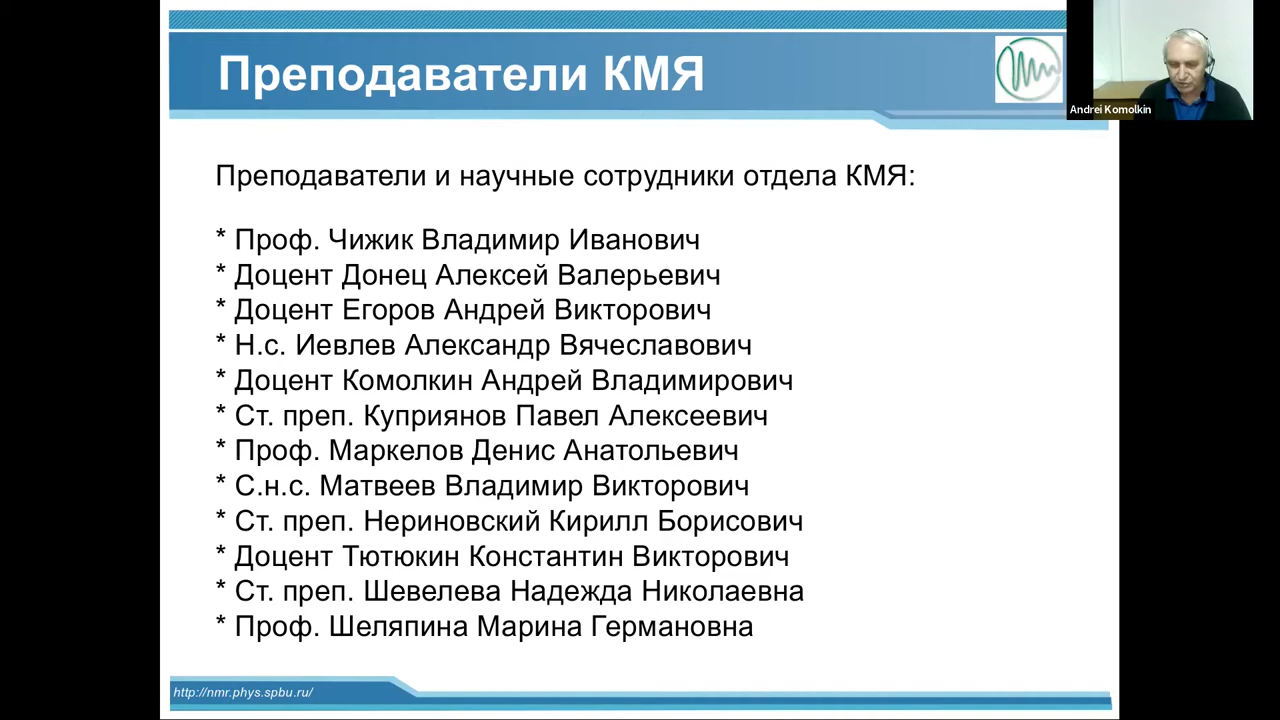 Преподаватели КМЯ
Andrei Komolkin
Преподаватели и научные сотрудники отдела КМЯ:
* Проф. Чижик Владимир Иванович
* Доцент Донец Алексей Валерьевич
* Доцент Егоров Андрей Викторович
* Н.с. Иевлев Александр Вячеславович
* Доцент Комолкин Андрей Владимирович
* Ст. преп. Куприянов Павел Алексеевич
* Проф. Маркелов Денис Анатольевич
* С.н.с. Матвеев Владимир Викторович
* Ст. преп. Нериновский Кирилл Борисович
* Доцент Тютюкин Константин Викторович
* Ст. преп. Шевелева Надежда Николаевна
* Проф. Шеляпина Марина Германовна
http://nmr.phys.spbu.ru/